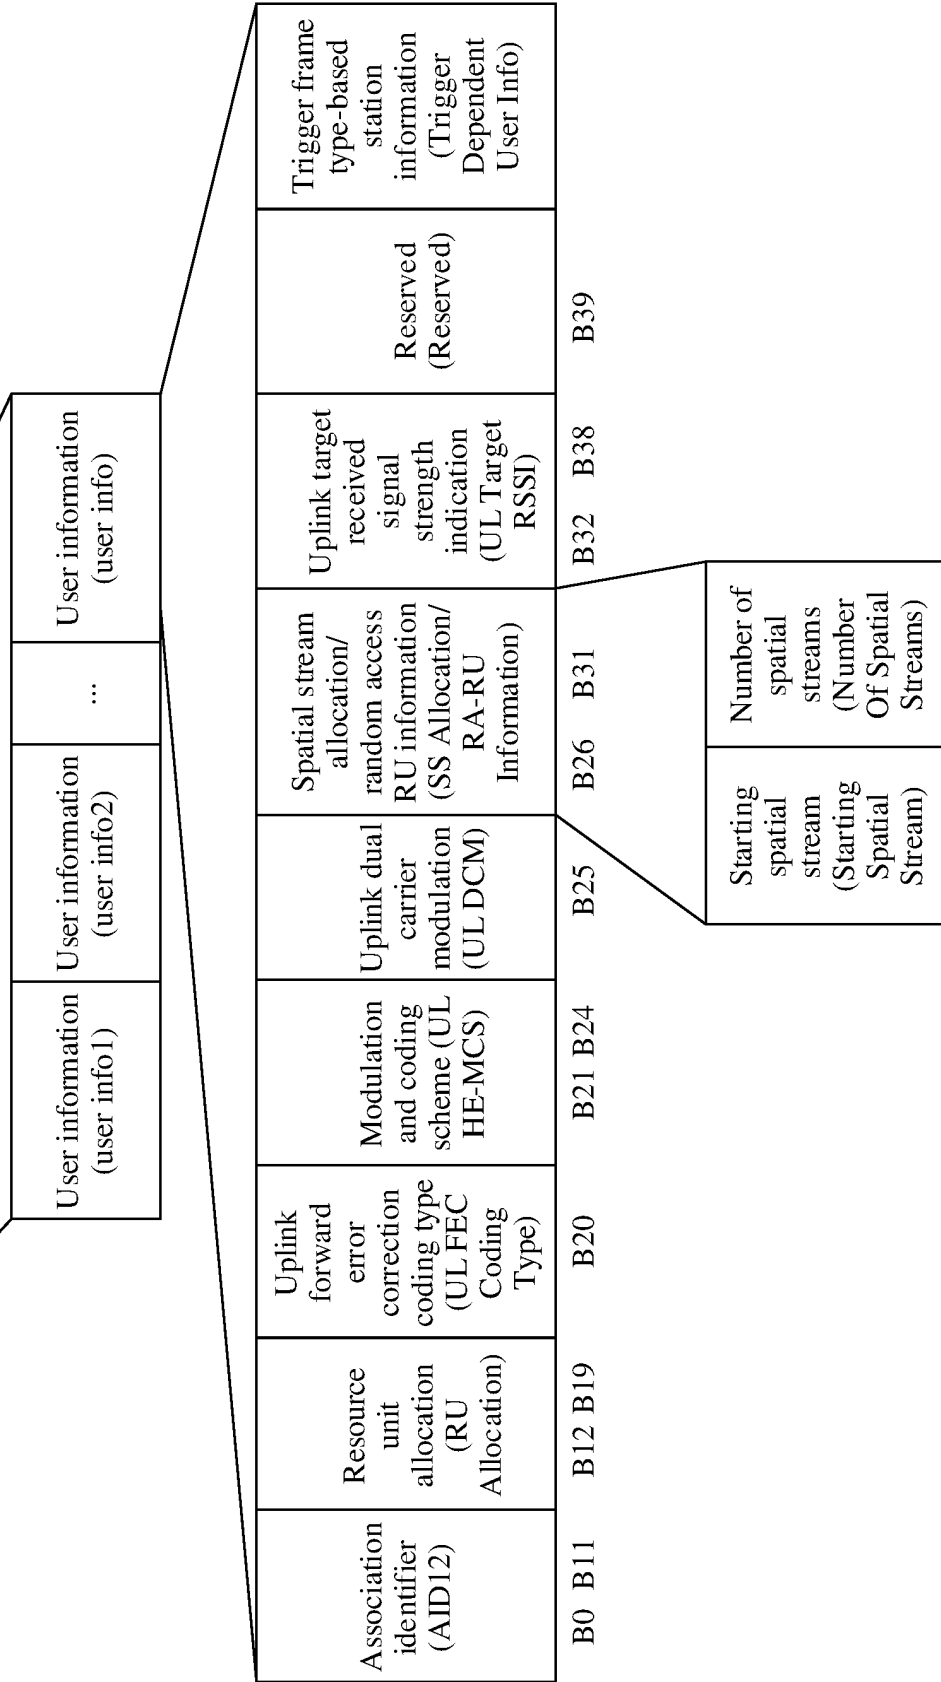 User information
(user info1)
User information
(user info2)
...
User information
(user info)
Association
identifier
(AID12)
Resource
unit
allocation
(RU
Allocation)
Uplink
forward
error
correction
coding type
(UL FEC
Coding
Type)
Modulation
and coding
scheme (UL
HE-MCS)
Uplink dual
carrier
modulation
(UL DCM)
Spatial stream
allocation/
random access
RU information
(SS Allocation/
RA-RU
Information)
Uplink target
received
signal
strength
indication
(UL Target
RSSI)
Reserved
(Reserved)
Trigger frame
type-based
station
information
(Trigger
Dependent
User Info)
B0 B11 B12 B19 B20 B21 B24 B25 B26 B31 B32 B38 B39
Starting
spatial
stream
(Starting
Spatial
Stream)
Number of
spatial
streams
(Number
Of Spatial
Streams)